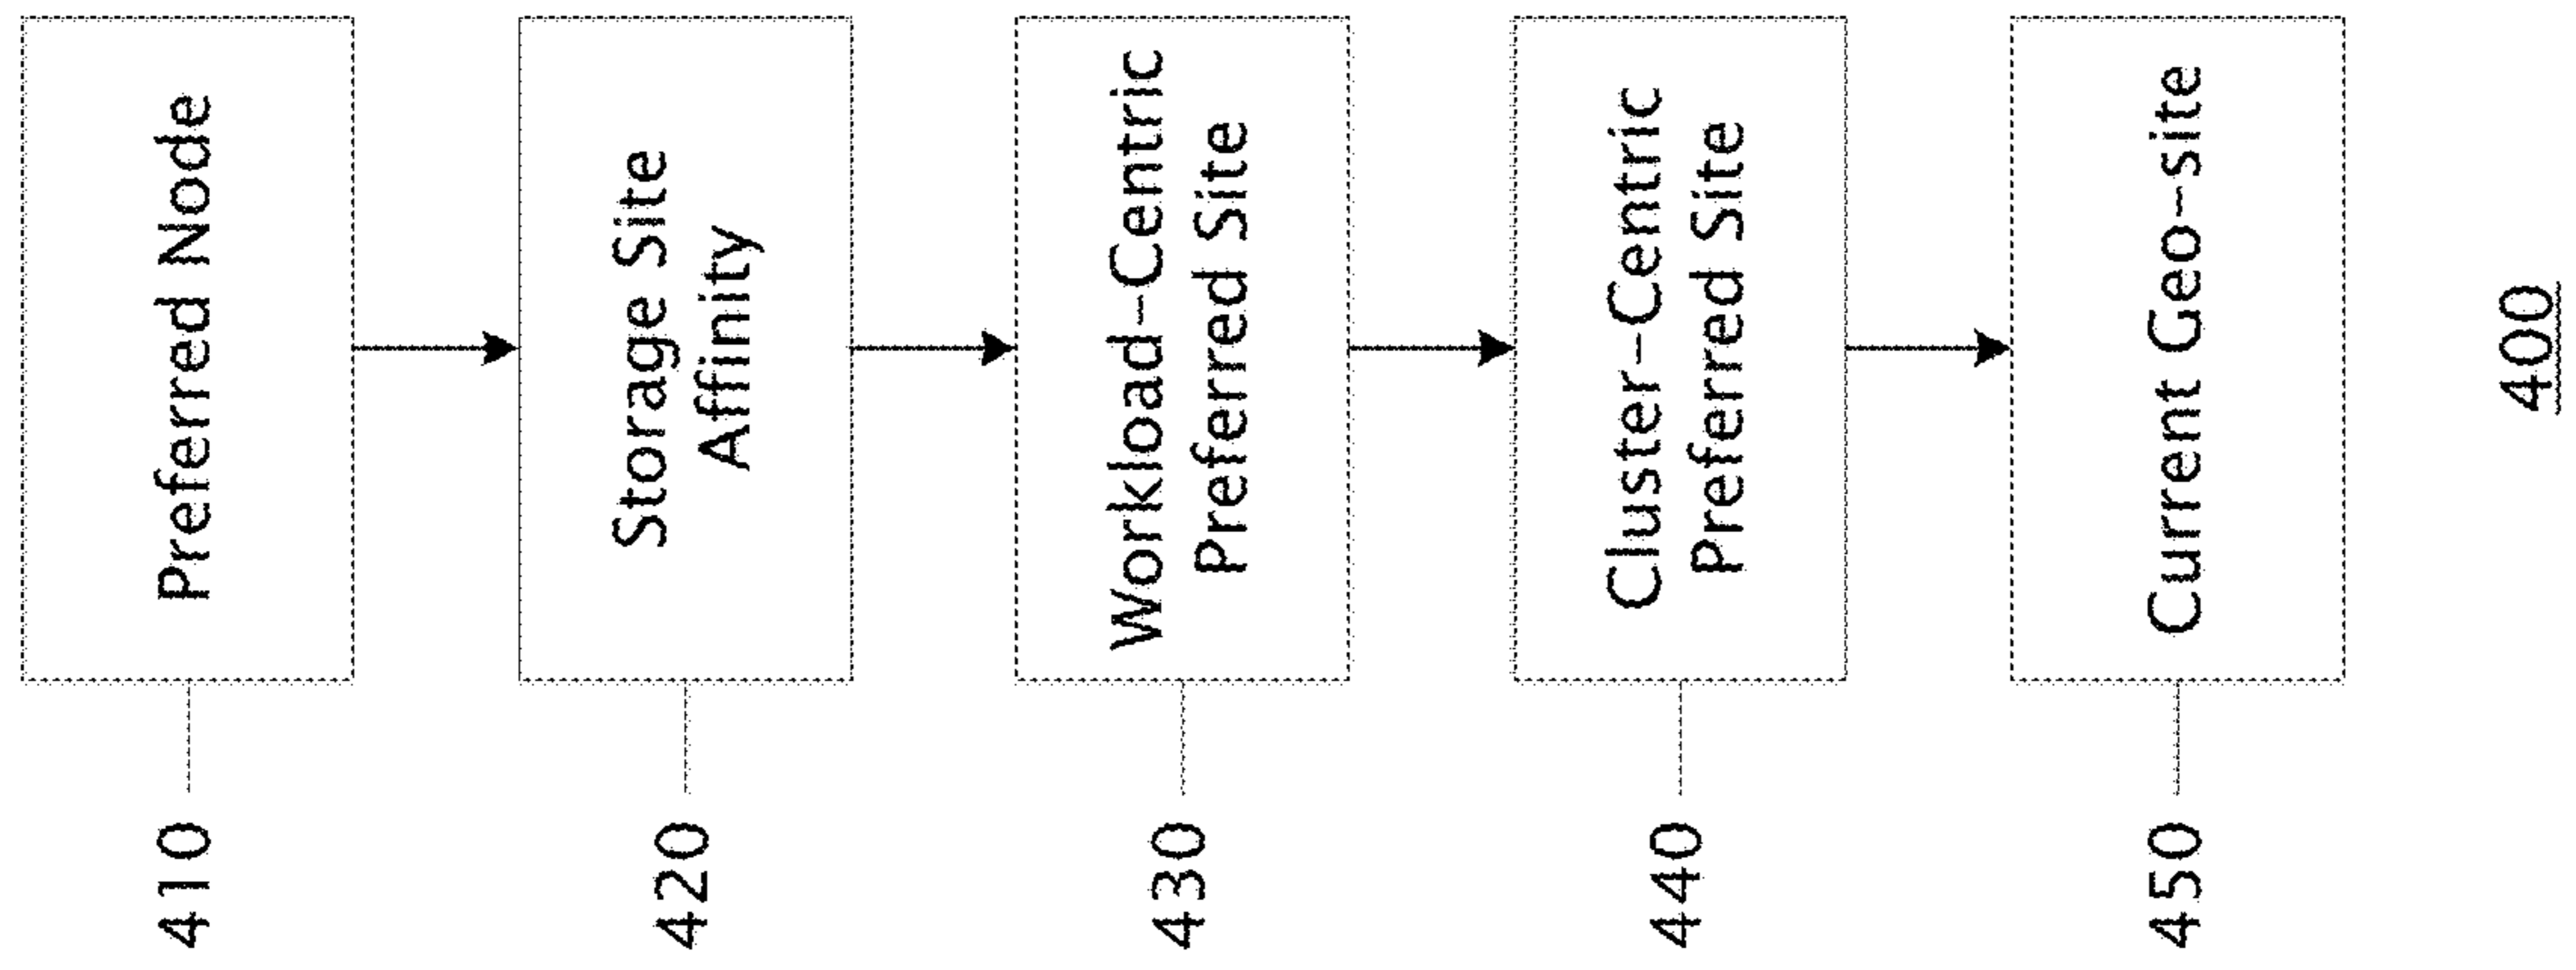 410
Preferred Node
420
Storage Site
Affinity
430
Workload-Centric
Preferred Site
440
Cluster-Centric
Preferred Site
450
Current Geo-site
400